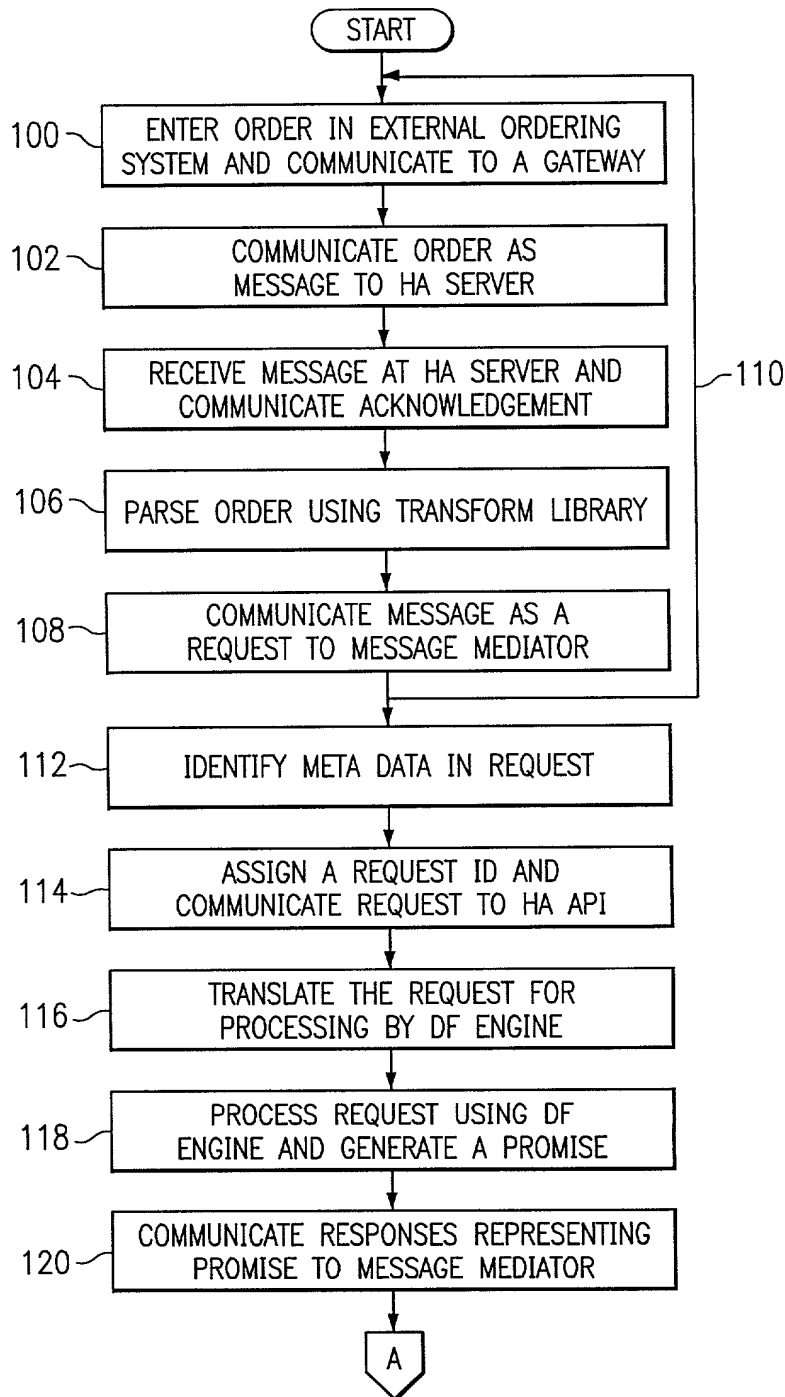 START
100
ENTER ORDER IN EXTERNAL ORDERING
SYSTEM AND COMMUNICATE TO A GATEWAY
102
COMMUNICATE ORDER AS
MESSAGE TO HA SERVER
104
RECEIVE MESSAGE AT HA SERVER AND
COMMUNICATE ACKNOWLEDGEMENT
110
106
PARSE ORDER USING TRANSFORM LIBRARY
108
COMMUNICATE MESSAGE AS A
REQUEST TO MESSAGE MEDIATOR
112
IDENTIFY META DATA IN REQUEST
114
ASSIGN A REQUEST ID AND
COMMUNICATE REQUEST TO HA API
116
TRANSLATE THE REQUEST FOR
PROCESSING BY DF ENGINE
118
PROCESS REQUEST USING DF
ENGINE AND GENERATE A PROMISE
120
COMMUNICATE RESPONSES REPRESENTING
PROMISE TO MESSAGE MEDIATOR
A